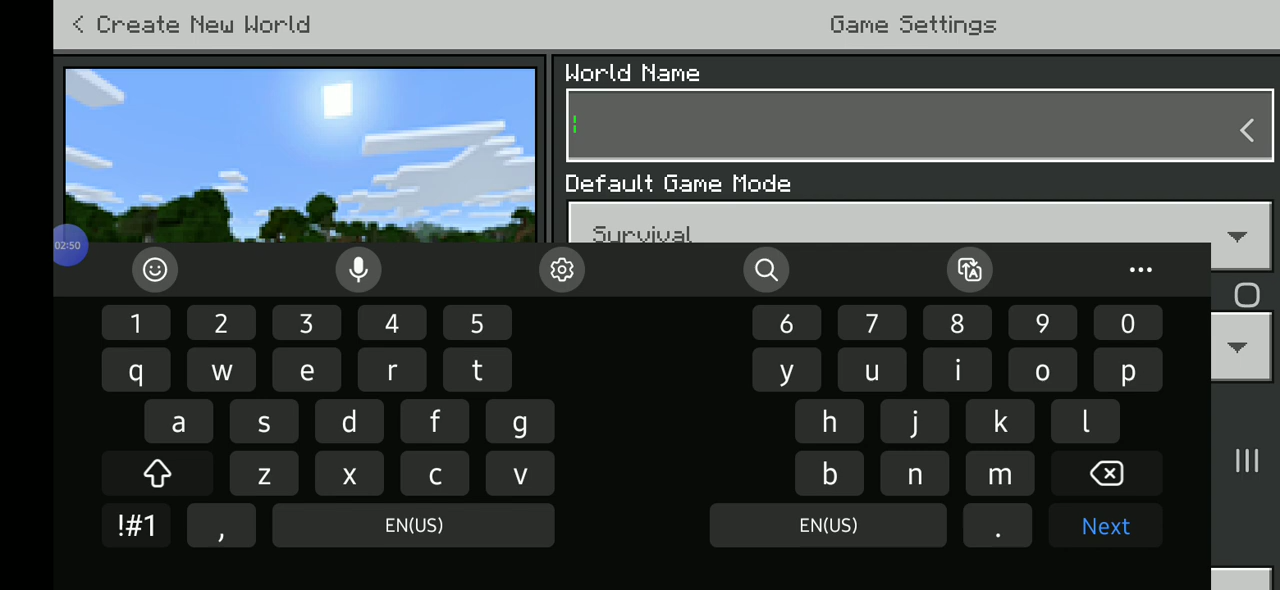 Create New World
Game Settings
World Name
Default Game Mode
Survival
02:50
1 2 3 4 5 6 7 8 9 0
q w e r t y u i o p
a s d f g h j k l
z x c v b n m
!#1 , EN(US) EN(US) . Next